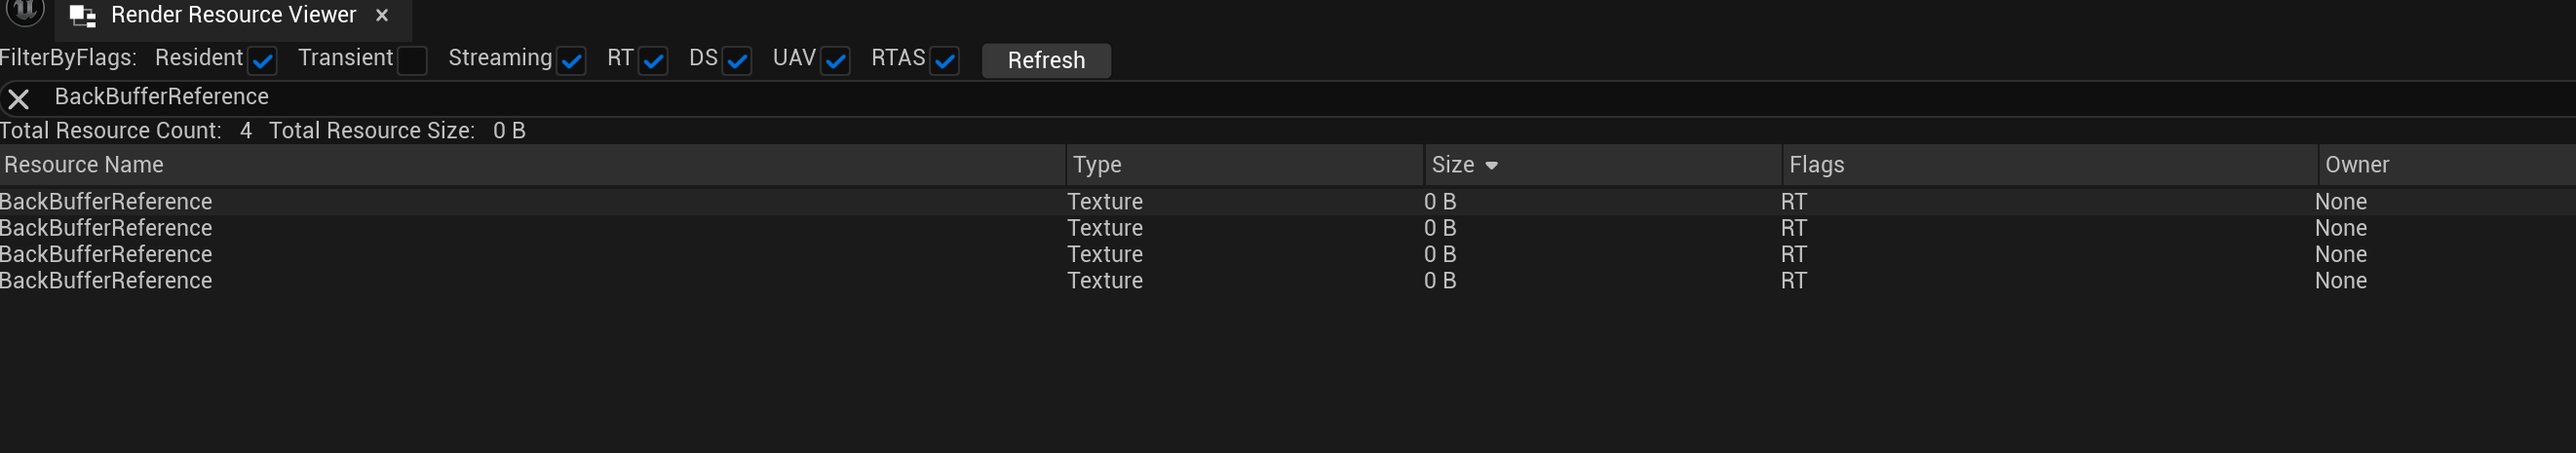 Render Resource Viewer
FilterByFlags: Resident Transient Streaming RT DS UAV RTAS Refresh
BackBufferReference
Total Resource Count: 4 Total Resource Size: 0 B
Resource Name Type Size Flags Owner
BackBufferReference Texture 0 B RT None
BackBufferReference Texture 0 B RT None
BackBufferReference Texture 0 B RT None
BackBufferReference Texture 0 B RT None